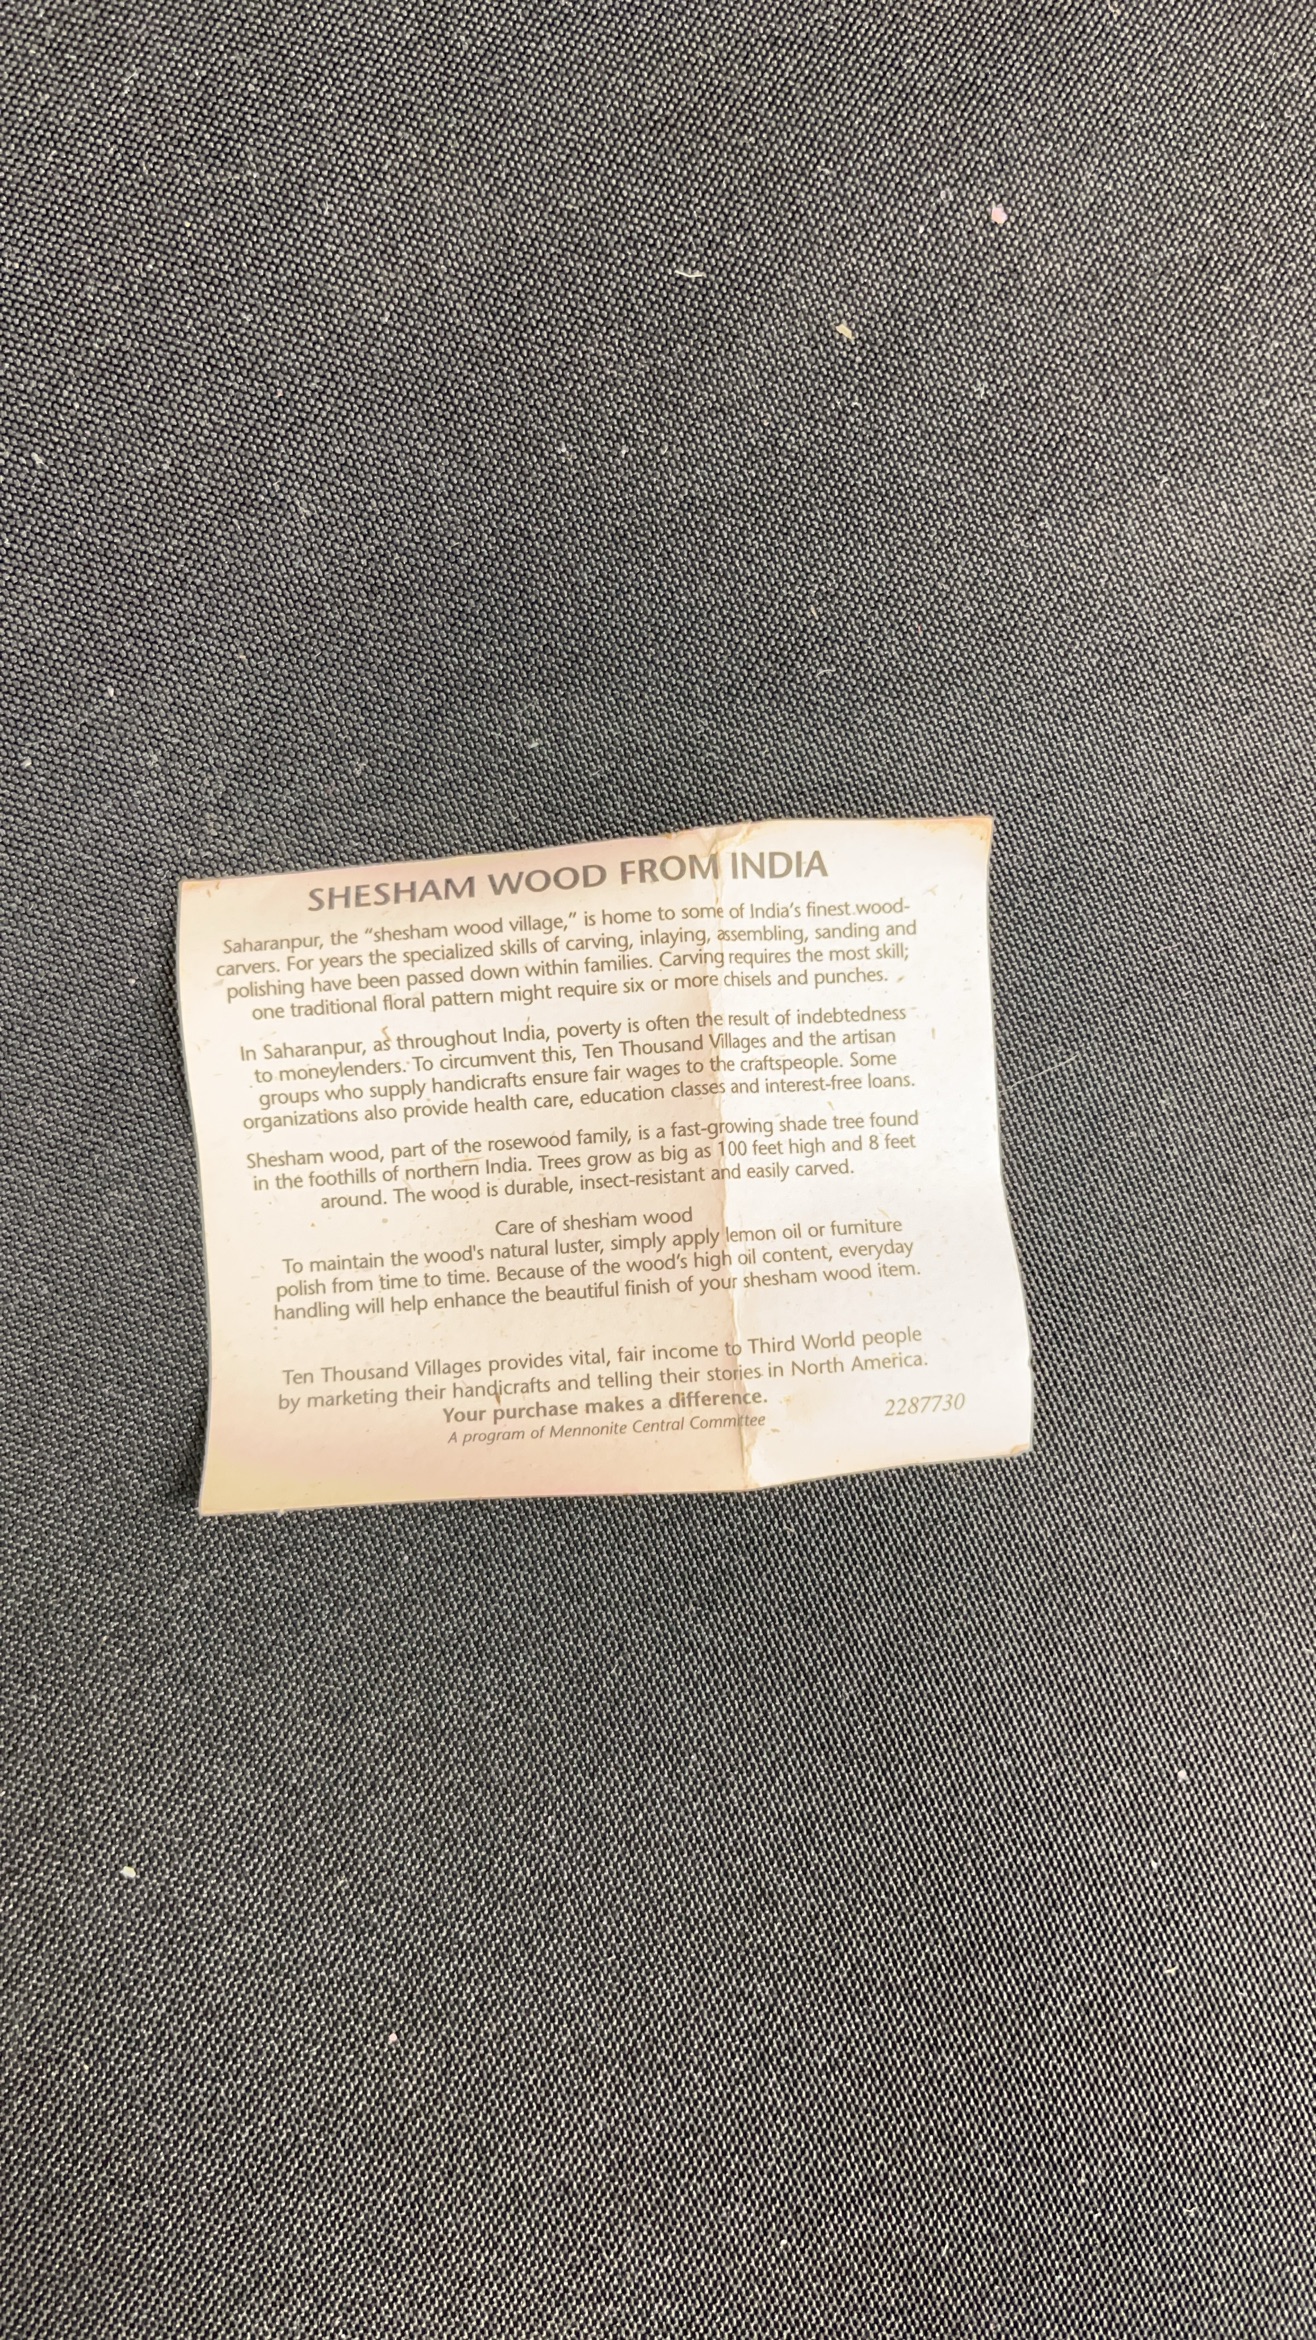 SHESHAM WOOD FROM INDIA
Saharanpur, the “shesham wood village,” is home to some of India's finest wood-
carvers. For years the specialized skills of carving, inlaying, assembling, sanding and
polishing have been passed down within families. Carving requires the most skill;
one traditional floral pattern might require six or more chisels and punches.
In Saharanpur, as throughout India, poverty is often the result of indebtedness
to moneylenders. To circumvent this, Ten Thousand Villages and the artisan
groups who supply handicrafts ensure fair wages to the craftspeople. Some
organizations also provide health care, education classes and interest-free loans.
Shesham wood, part of the rosewood family, is a fast-growing shade tree found
in the foothills of northern India. Trees grow as big as 100 feet high and 8 feet
around. The wood is durable, insect-resistant and easily carved.
Care of shesham wood
To maintain the wood's natural luster, simply apply lemon oil or furniture
polish from time to time. Because of the wood's high oil content, everyday
handling will help enhance the beautiful finish of your shesham wood item.
Ten Thousand Villages provides vital, fair income to Third World people
by marketing their handicrafts and telling their stories in North America.
Your purchase makes a difference.
A program of Mennonite Central Committee
2287730